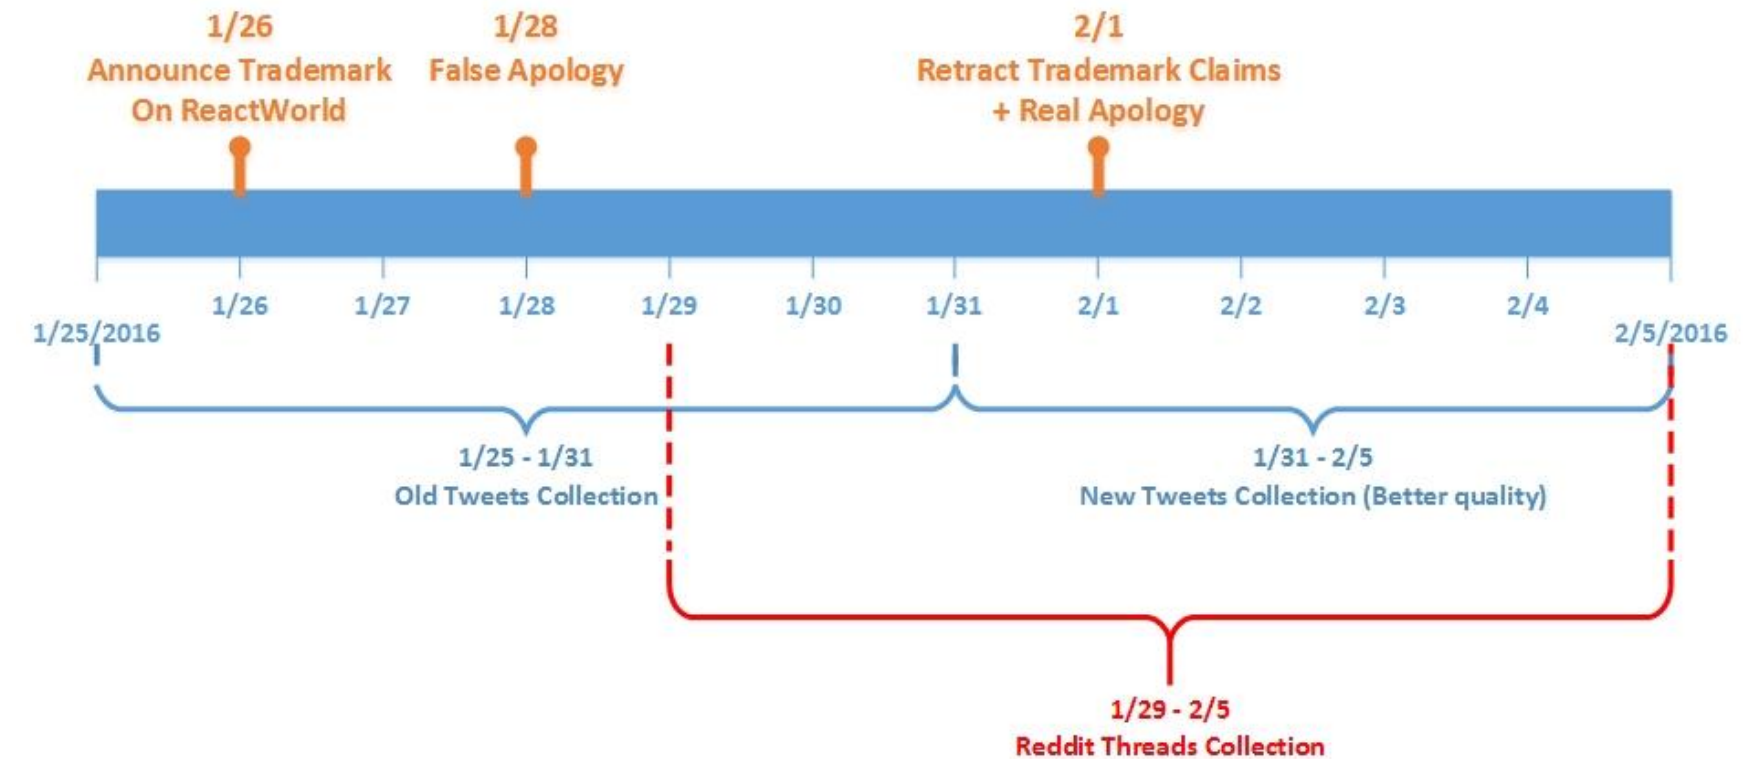 1/26
Announce Trademark
On ReactWorld
1/28
False Apology
2/1
Retract Trademark Claims
+ Real Apology
1/25/2016
1/26
1/27
1/28
1/29
1/30
1/31
2/1
2/2
2/3
2/4
2/5/2016
1/25 - 1/31
Old Tweets Collection
1/31 - 2/5
New Tweets Collection (Better quality)
1/29 - 2/5
Reddit Threads Collection